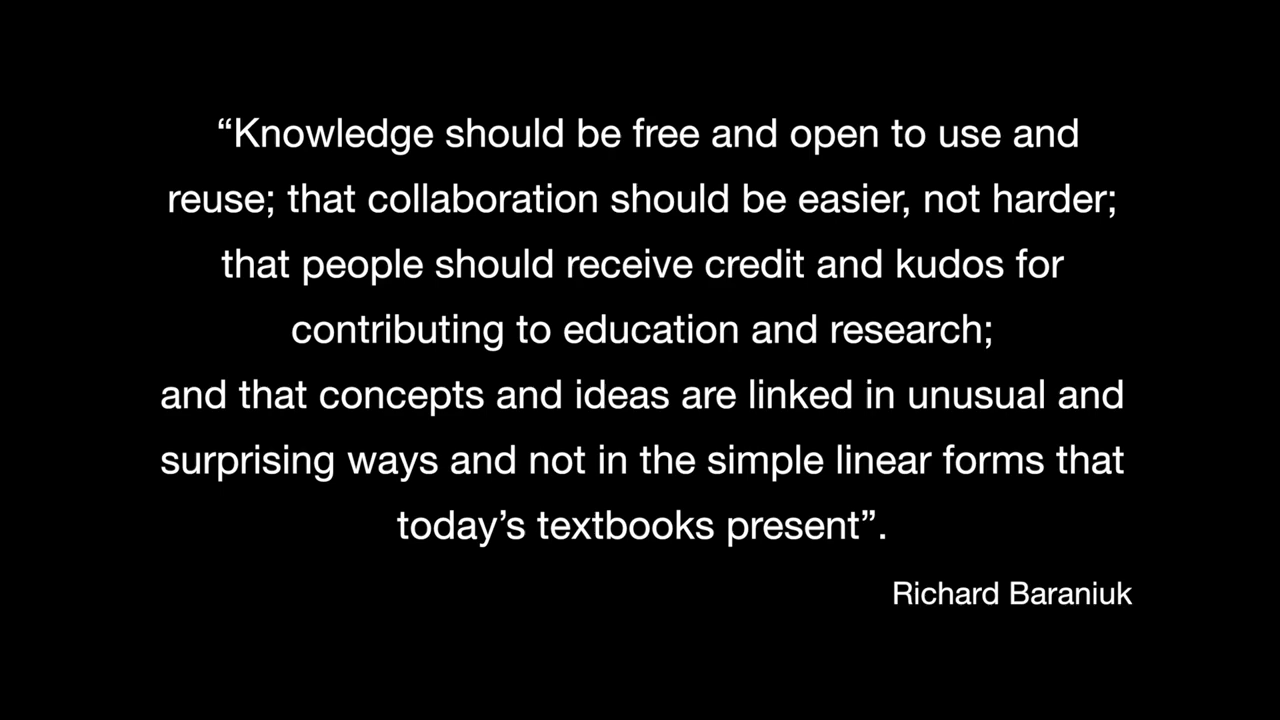 “Knowledge should be free and open to use and
reuse; that collaboration should be easier, not harder;
that people should receive credit and kudos for
contributing to education and research;
and that concepts and ideas are linked in unusual and
surprising ways and not in the simple linear forms that
today’s textbooks present”.
Richard Baraniuk